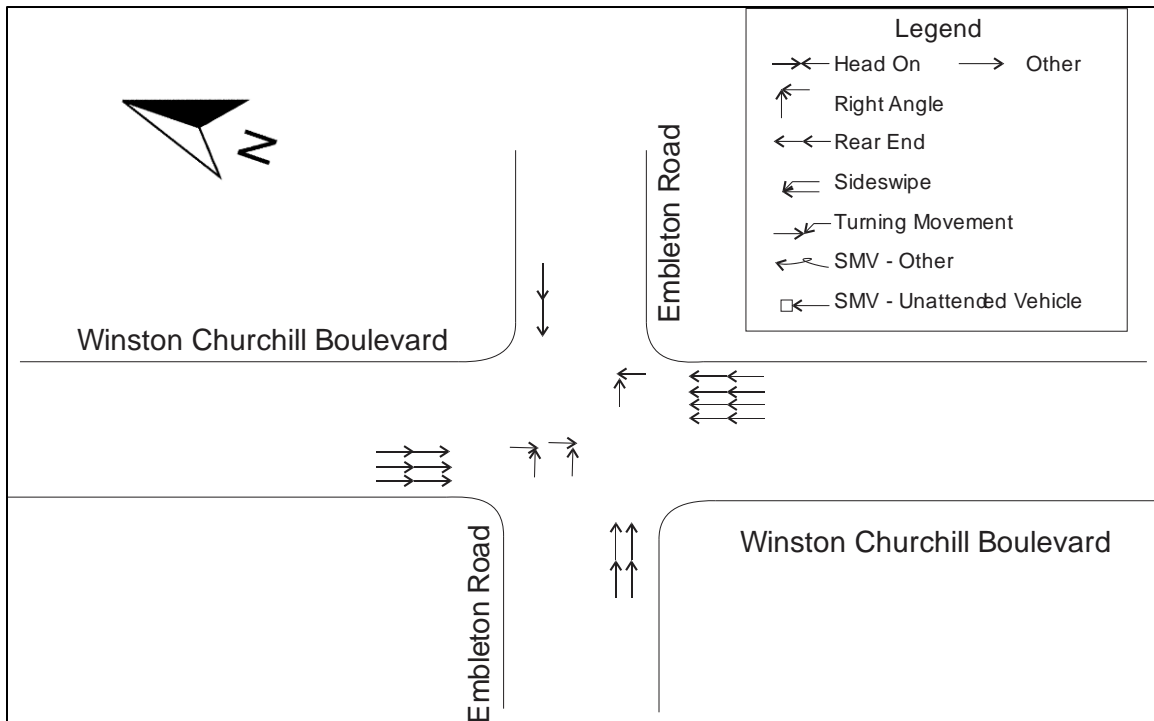 Legend
Head On
Other
Right Angle
Rear End
Sideswipe
Turning Movement
SMV - Other
SMV - Unattended Vehicle
N
Embleton Road
Winston Churchill Boulevard
Winston Churchill Boulevard
Embleton Road